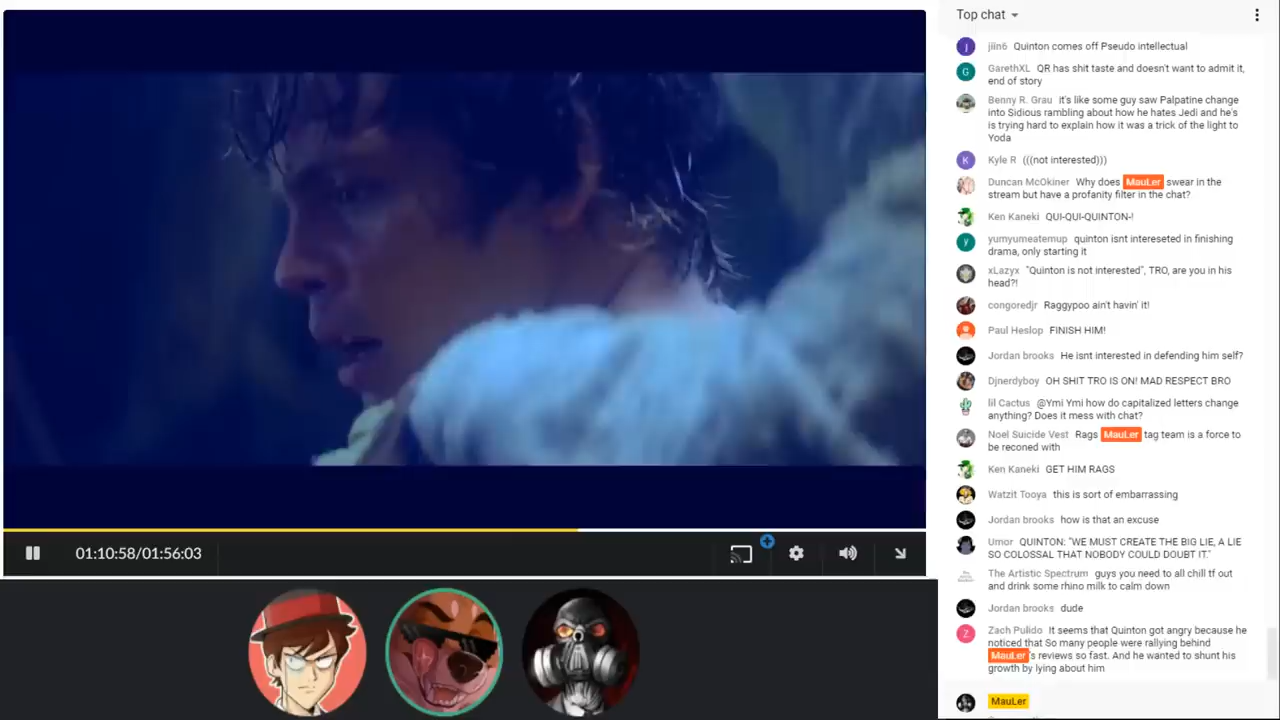 Top chat
jiin6 Quinton comes off Pseudo intellectual
GarethXL QR has shit taste and doesn't want to admit it,
end of story
Benny R. Grau it's like some guy saw Palpatine change
into Sidious rambling about how he hates Jedi and he's
is trying hard to explain how it was a trick of the light to
Yoda
Kyle R (((not interested)))
Duncan McOkiner Why does MauLer swear in the
stream but have a profanity filter in the chat?
Ken Kaneki QUI-QUI-QUINTON-!
yumyumeatemup quinton isnt intereseted in finishing
drama, only starting it
xLazyx "Quinton is not interested", TRO, are you in his
head?!
congoredjr Raggypoo ain't havin' it!
Paul Heslop FINISH HIM!
Jordan brooks He isnt interested in defending him self?
Djnerdyboy OH SHIT TRO IS ON! MAD RESPECT BRO
lil Cactus @Ymi Ymi how do capitalized letters change
anything? Does it mess with chat?
Noel Suicide Vest Rags MauLer tag team is a force to
be reconed with
Ken Kaneki GET HIM RAGS
Watzit Tooya this is sort of embarrassing
Jordan brooks how is that an excuse
Umor QUINTON: "WE MUST CREATE THE BIG LIE, A LIE
SO COLOSSAL THAT NOBODY COULD DOUBT IT."
The Artistic Spectrum guys you need to all chill tf out
and drink some rhino milk to calm down
Jordan brooks dude
Zach Pulido It seems that Quinton got angry because he
noticed that So many people were rallying behind
MauLer's reviews so fast. And he wanted to shunt his
growth by lying about him
MauLer
01:10:58/01:56:03